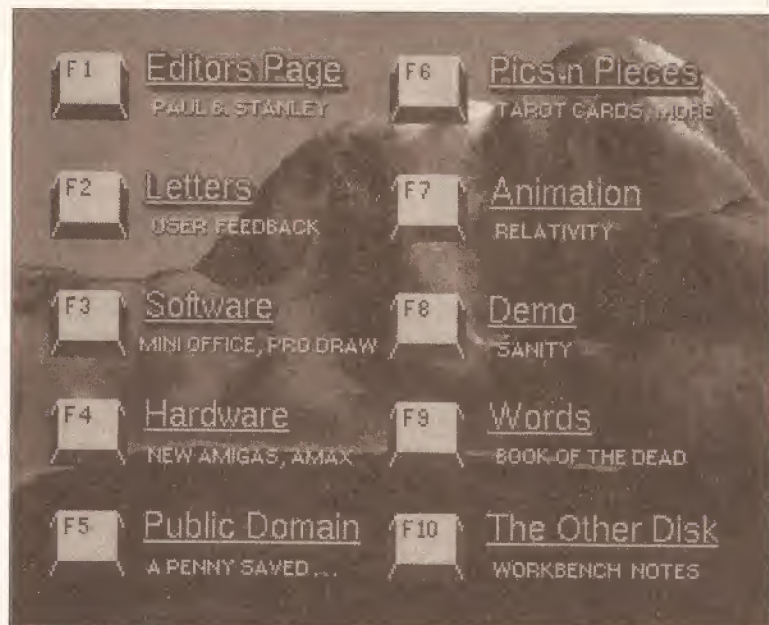 F1 Editors Page
PAUL & STANLEY
F2 Letters
USER FEEDBACK
F3 Software
MINI OFFICE, PRO DRAW
F4 Hardware
NEW AMIGAS, AMAX
F5 Public Domain
A PENNY SAVED ...
F6 Pics n Pieces
TAROT CARDS, MORE
F7 Animation
RELATIVITY
F8 Demo
SANITY
F9 Words
BOOK OF THE DEAD
F10 The Other Disk
WORKBENCH NOTES